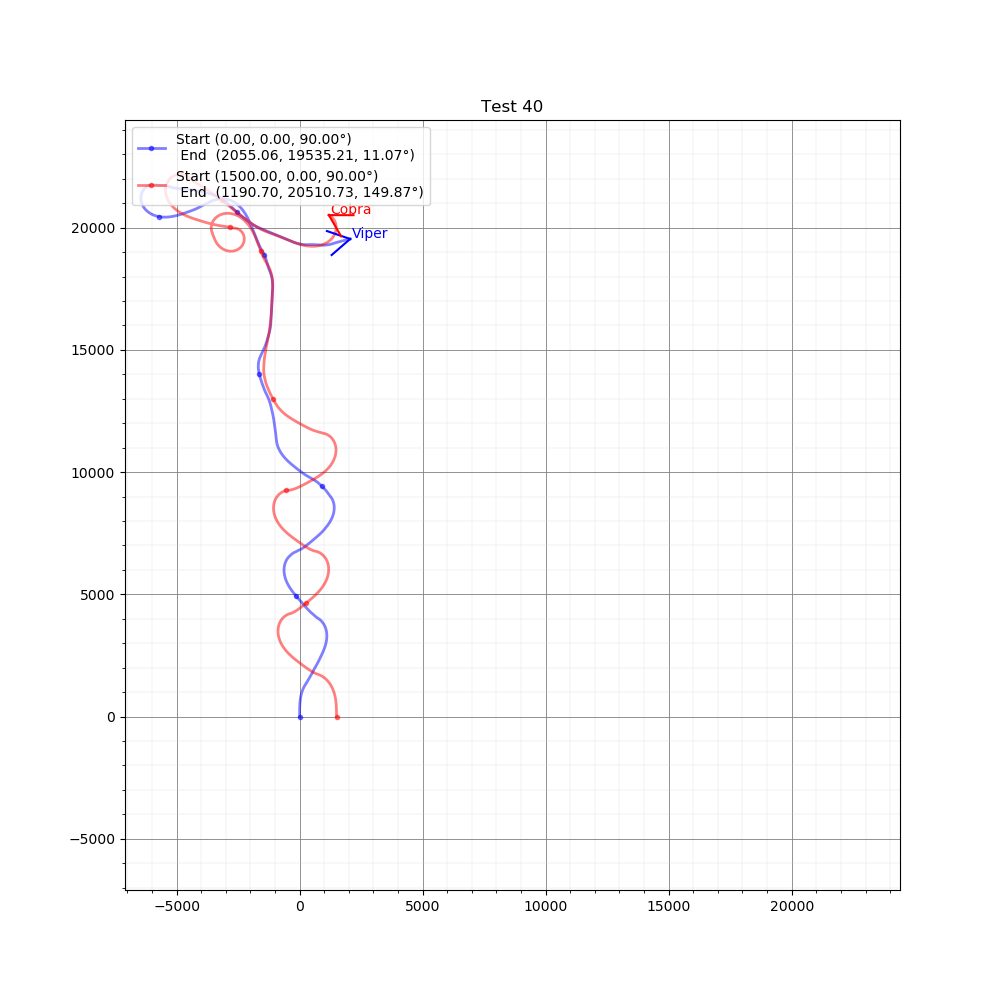 Test 40
Start (0.00, 0.00, 90.00°)
End  (2055.06, 19535.21, 11.07°)
Start (1500.00, 0.00, 90.00°)
End  (1190.70, 20510.73, 149.87°)
Cobra
Viper
20000
15000
10000
5000
0
−5000
−5000 0 5000 10000 15000 20000